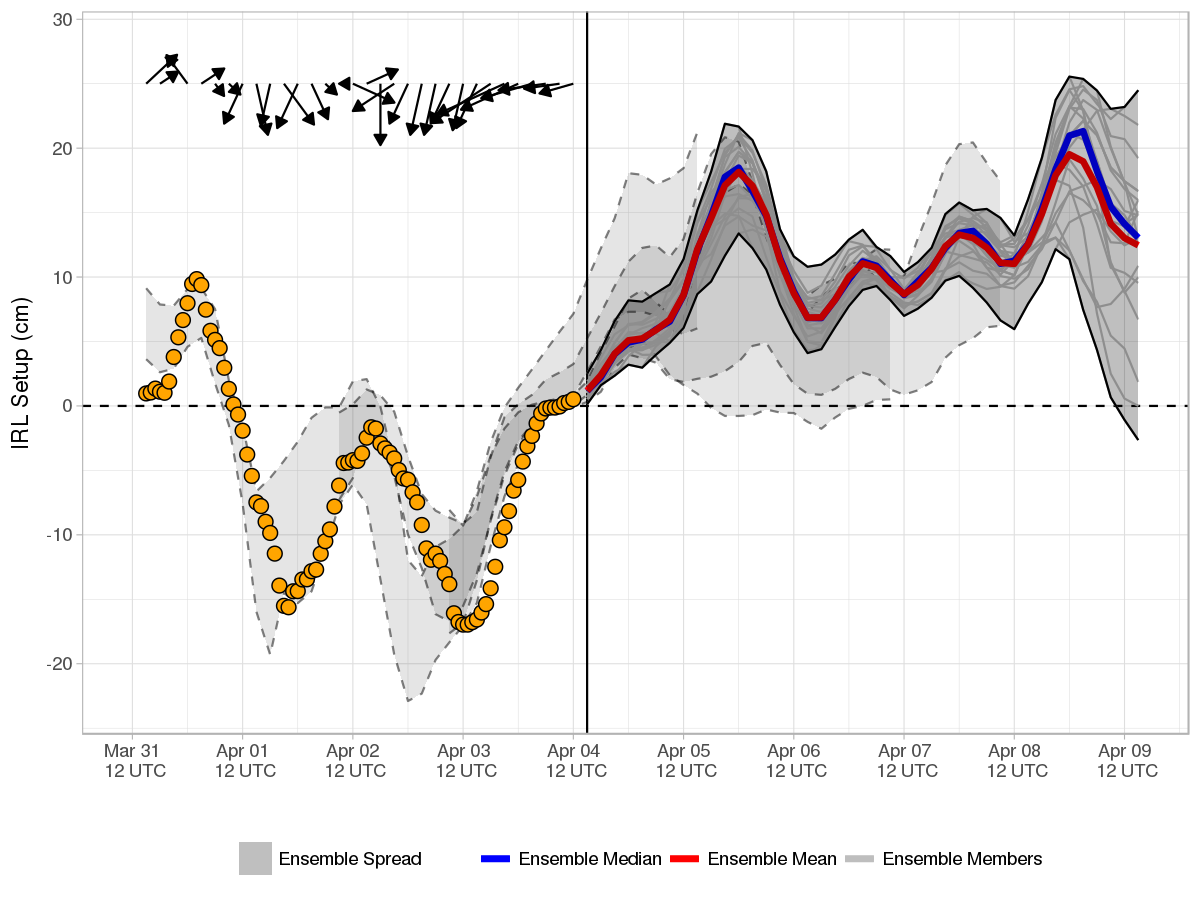 IRL Setup (cm)
30
20
10
0
-10
-20
Mar 31 Apr 01 Apr 02 Apr 03 Apr 04 Apr 05 Apr 06 Apr 07 Apr 08 Apr 09
12 UTC 12 UTC 12 UTC 12 UTC 12 UTC 12 UTC 12 UTC 12 UTC 12 UTC 12 UTC
Ensemble Spread Ensemble Median Ensemble Mean Ensemble Members